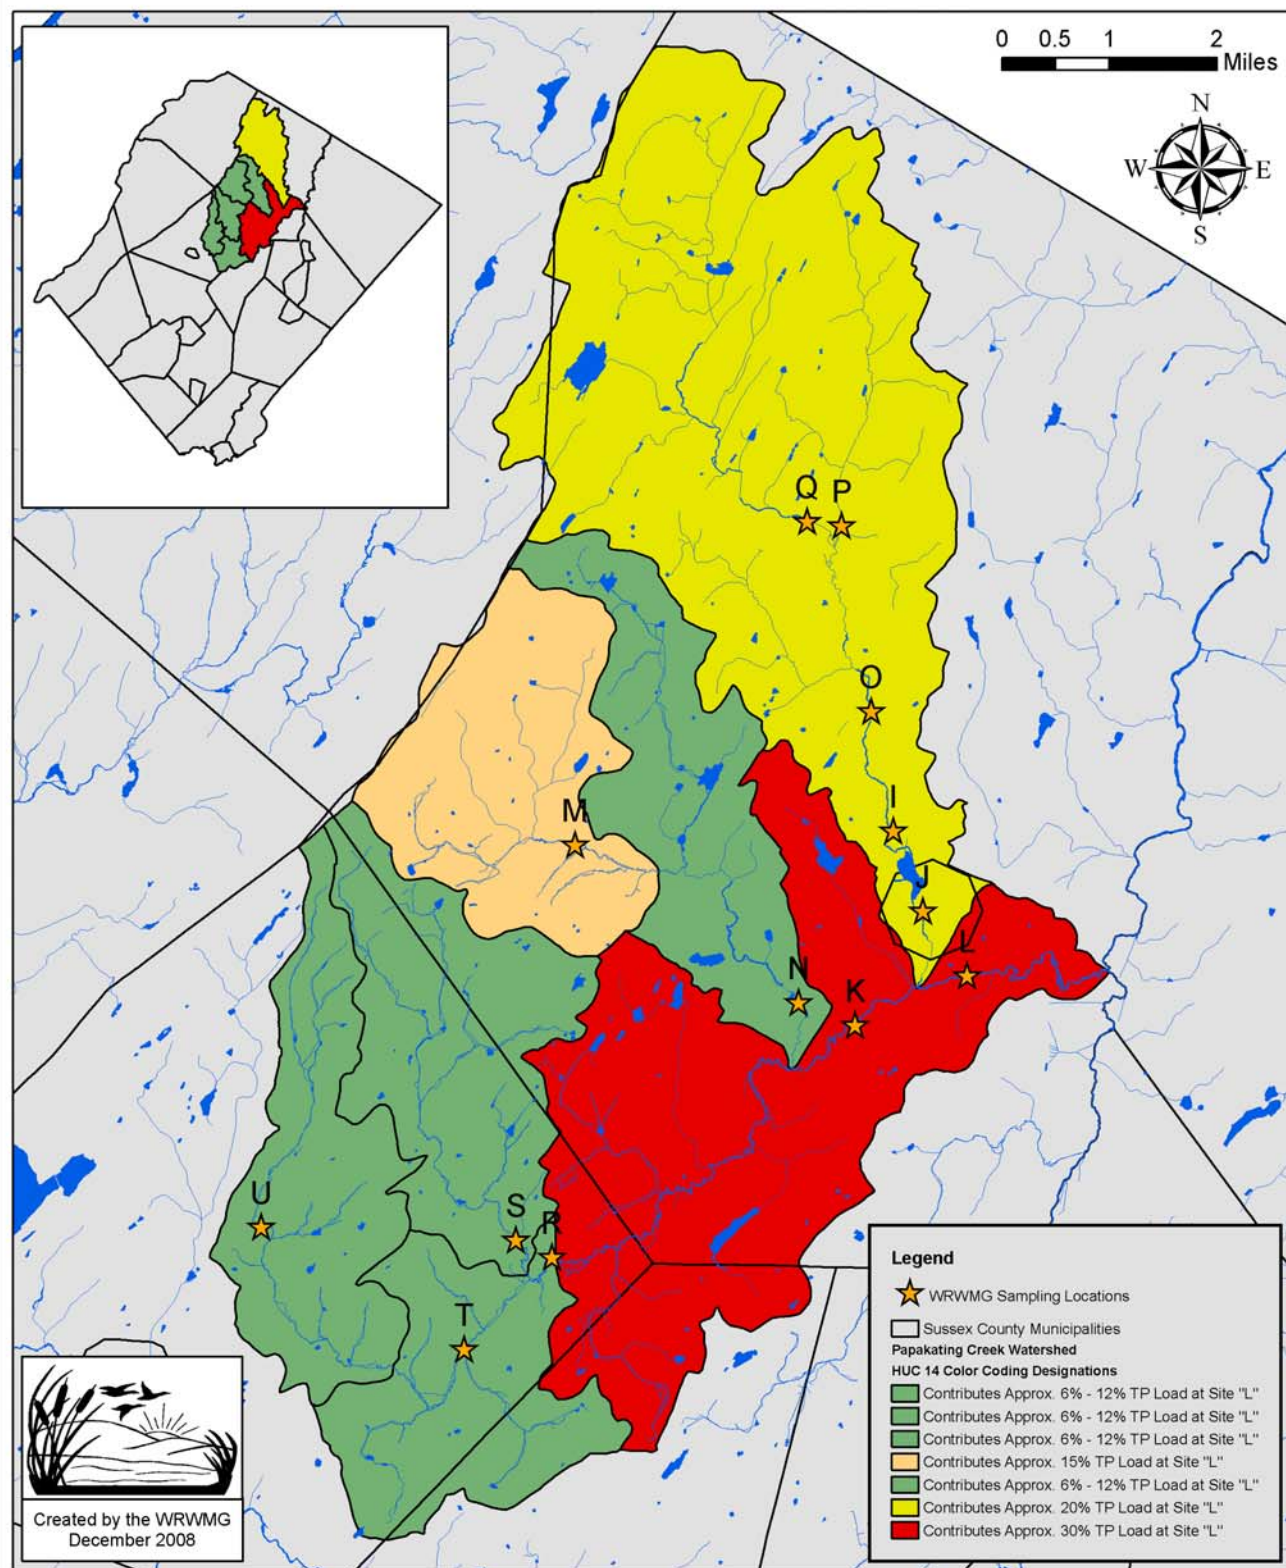 0 0.5 1 2
Miles
N
W E
S
Q P
O
I
M
J
L
N
K
U
S
R
T
Legend
WRWMG Sampling Locations
Sussex County Municipalities
Papakating Creek Watershed
HUC 14 Color Coding Designations
Contributes Approx. 6% - 12% TP Load at Site "L"
Contributes Approx. 6% - 12% TP Load at Site "L"
Contributes Approx. 6% - 12% TP Load at Site "L"
Contributes Approx. 15% TP Load at Site "L"
Contributes Approx. 6% - 12% TP Load at Site "L"
Contributes Approx. 20% TP Load at Site "L"
Contributes Approx. 30% TP Load at Site "L"
Created by the WRWMG
December 2008